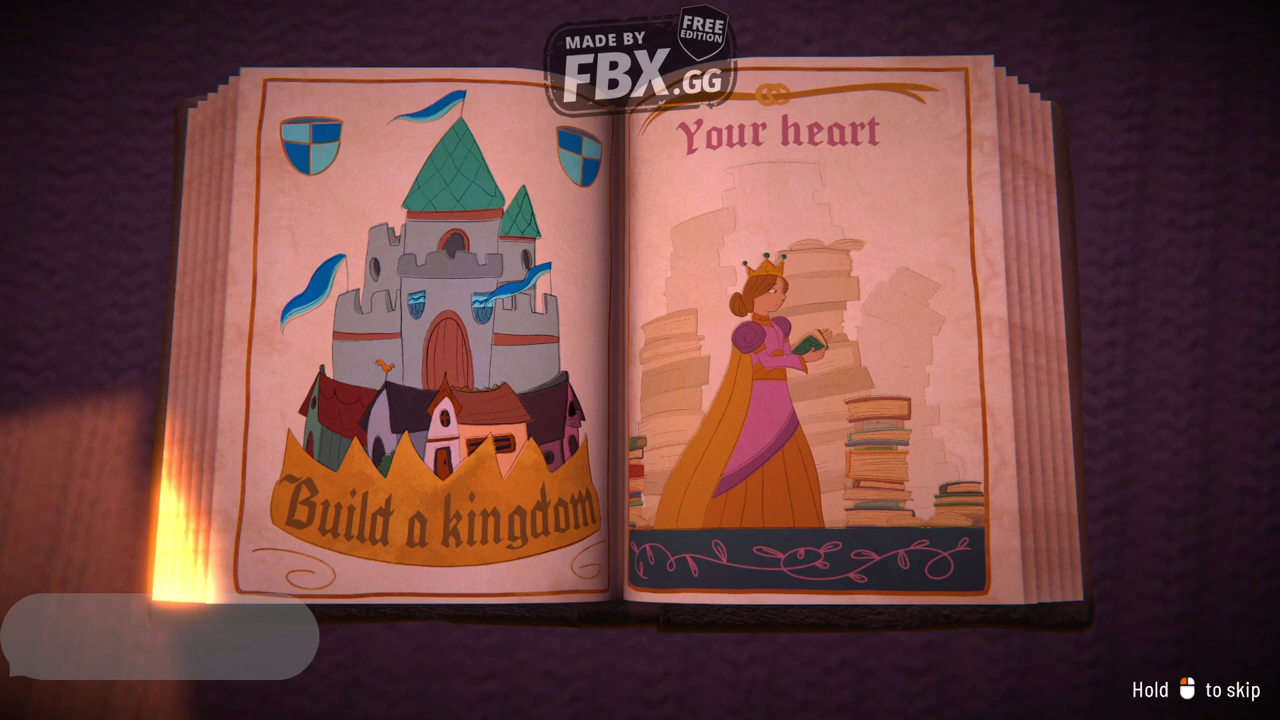 MADE BY
FREE
EDITION
FBX.GG
Your heart
Build a kingdom
Hold to skip